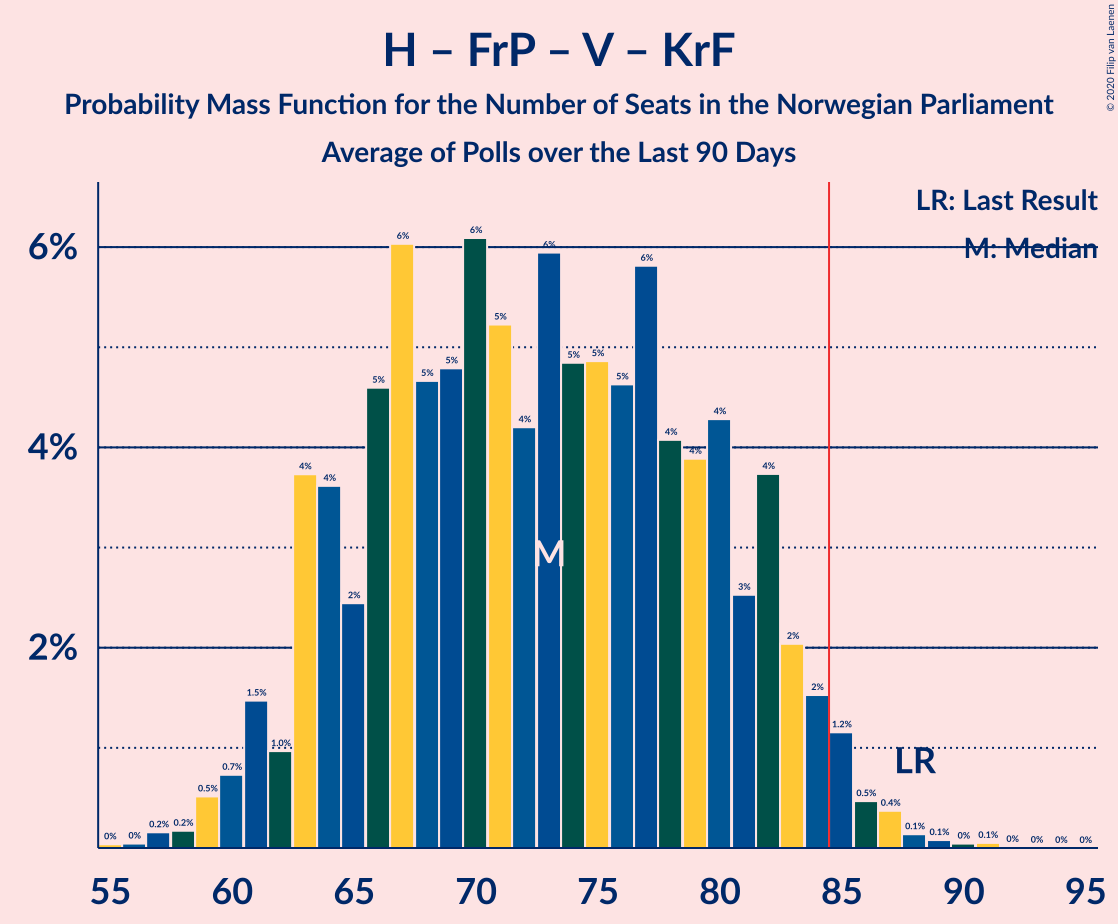 H – FrP – V – KrF
Probability Mass Function for the Number of Seats in the Norwegian Parliament
Average of Polls over the Last 90 Days
© 2020 Filip van Laenen
LR: Last Result
M: Median
6%
4%
2%
0% 0% 0.2% 0.2% 0.5% 0.7% 1.5% 1.0% 4% 4% 2% 5% 6% 5% 5% 6% 5% 4% 6% 5% 5% 5% 6% 4% 4% 4% 3% 4% 2% 2% 1.2% 0.5% 0.4% 0.1% 0.1% 0% 0.1% 0% 0% 0% 0%
M
LR
55 60 65 70 75 80 85 90 95